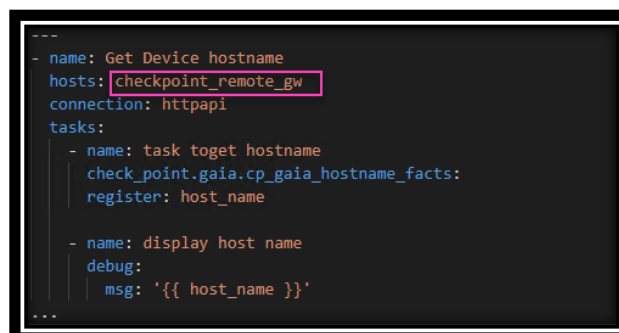 ---
- name: Get Device hostname
  hosts: checkpoint_remote_gw
  connection: httpapi
  tasks:
    - name: task toget hostname
      check_point.gaia.cp_gaia_hostname_facts:
      register: host_name

    - name: display host name
      debug:
        msg: '{{ host_name }}'
...